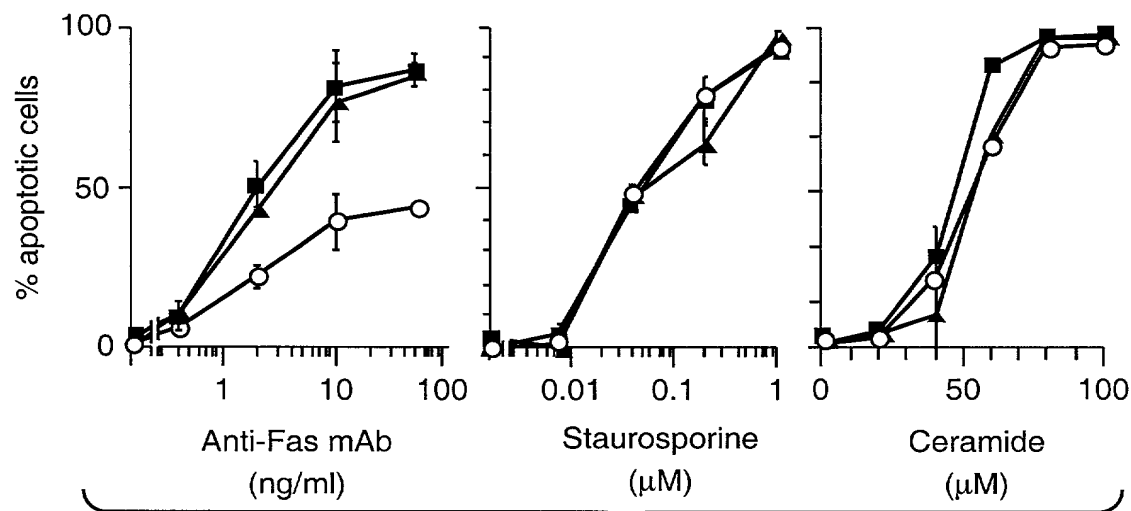 % apoptotic cells
100
50
0
1 10 100
Anti-Fas mAb
(ng/ml)
0.01 0.1 1
Staurosporine
(μM)
0 50 100
Ceramide
(μM)